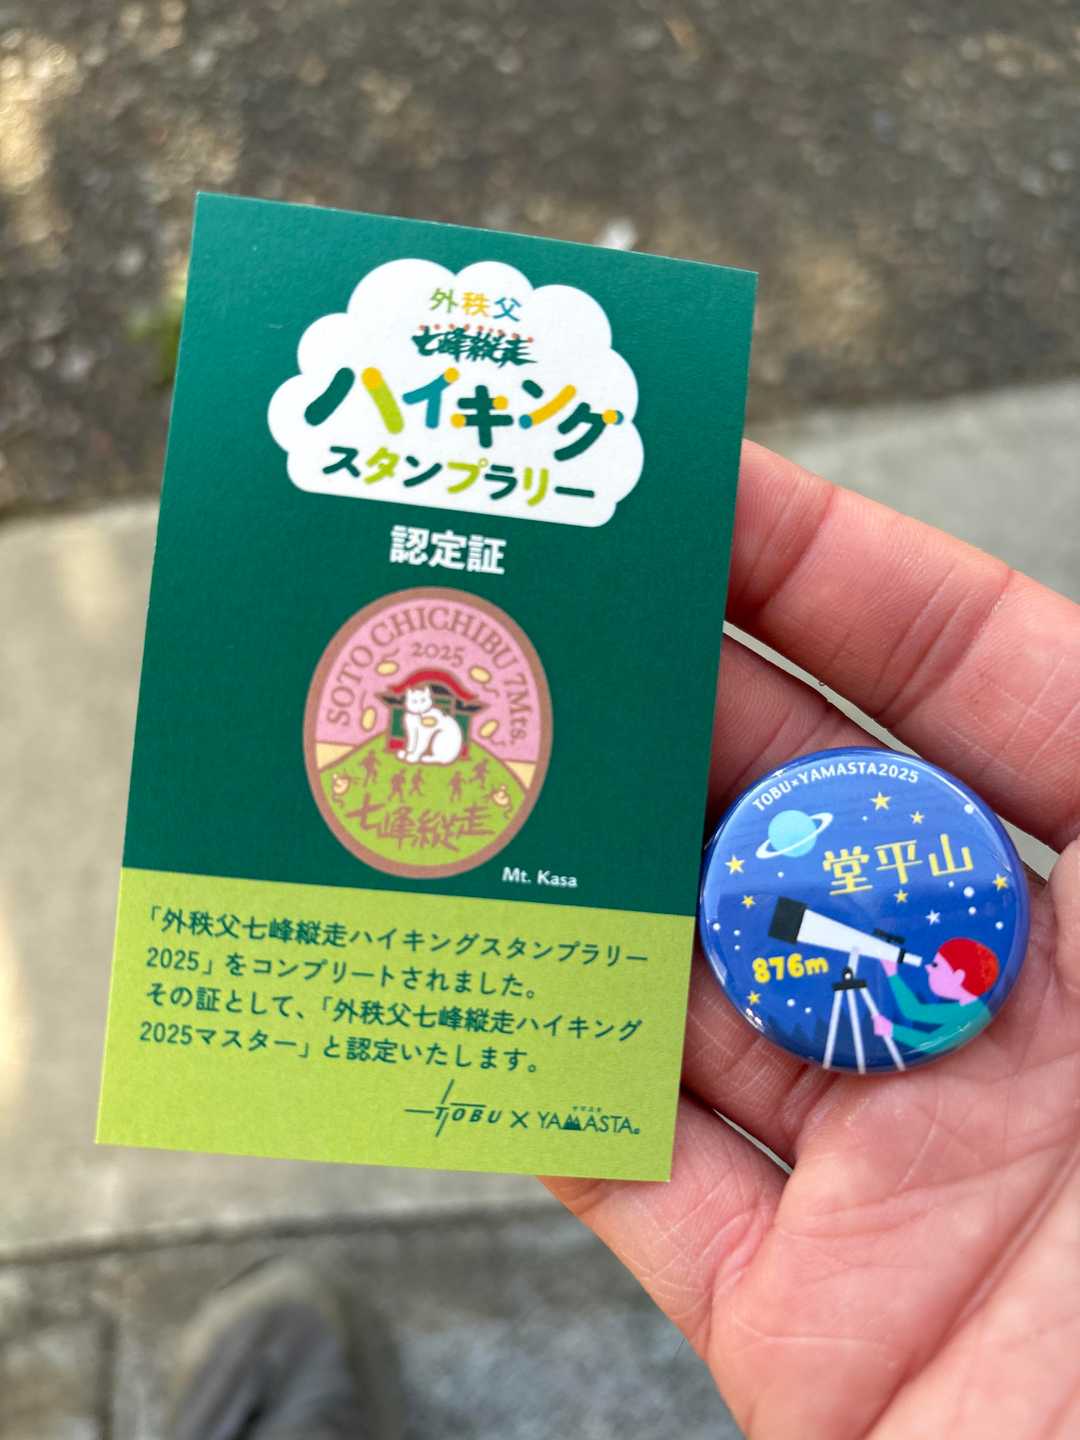 外秩父
七峰縦走
ハイキング
スタンプラリー
認定証
SOTO CHICHIBU 7Mts.
2025
七峰縦走
Mt. Kasa
「外秩父七峰縦走ハイキングスタンプラリー
2025」をコンプリートされました。
その証として、「外秩父七峰縦走ハイキング
2025マスター」と認定いたします。
TOBU × YAMASTA
TOBU×YAMASTA2025
堂平山
876m